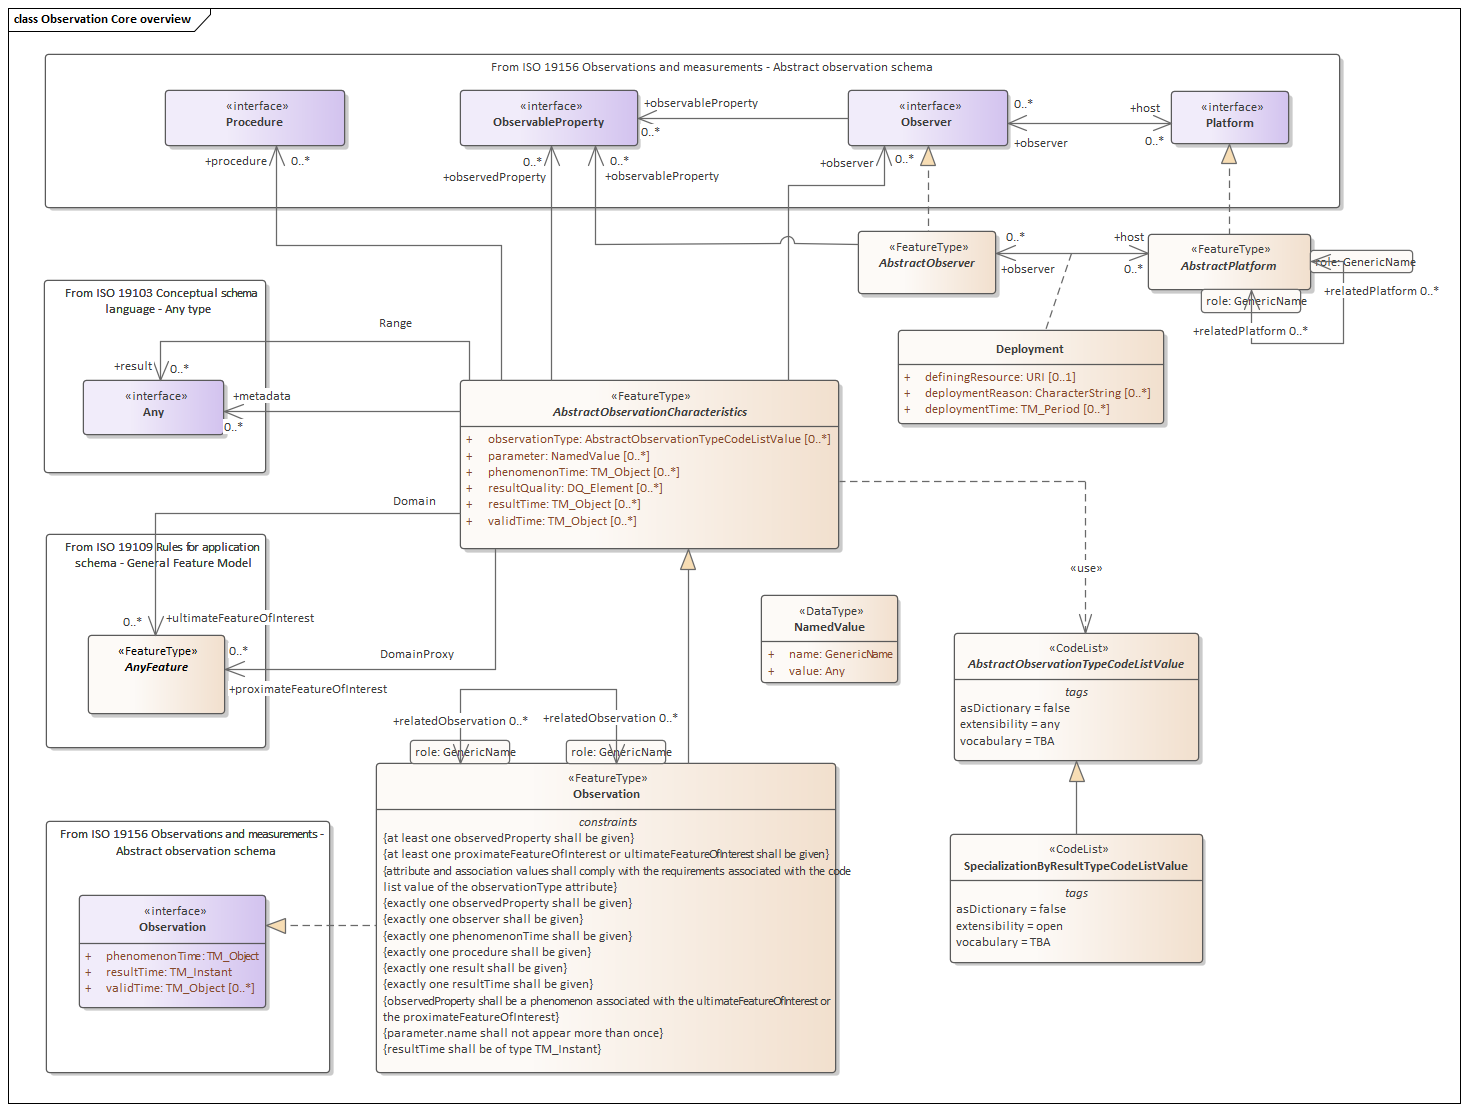 class Observation Core overview
From ISO 19156 Observations and measurements - Abstract observation schema
«interface»
Procedure
«interface»
ObservableProperty
«interface»
Observer
«interface»
Platform
+observableProperty
0..*
0..*
+host
+observer
0..*
+procedure
0..*
0..*
+observedProperty
0..*
+observableProperty
+observer
0..*
«FeatureType»
AbstractObserver
0..*
+host
+observer
0..*
«FeatureType»
AbstractPlatform
role: GenericName
+relatedPlatform 0..*
role: GenericName
+relatedPlatform 0..*
From ISO 19103 Conceptual schema
language - Any type
Range
+result
0..*
«interface»
Any
+metadata
0..*
Deployment
+ definingResource: URI [0..1]
+ deploymentReason: CharacterString [0..*]
+ deploymentTime: TM_Period [0..*]
«FeatureType»
AbstractObservationCharacteristics
+ observationType: AbstractObservationTypeCodeListValue [0..*]
+ parameter: NamedValue [0..*]
+ phenomenonTime: TM_Object [0..*]
+ resultQuality: DQ_Element [0..*]
+ resultTime: TM_Object [0..*]
+ validTime: TM_Object [0..*]
Domain
From ISO 19109 Rules for application
schema - General Feature Model
0..*
+ultimateFeatureOfInterest
«FeatureType»
AnyFeature
0..*
DomainProxy
+proximateFeatureOfInterest
«use»
«DataType»
NamedValue
+ name: GenericName
+ value: Any
«CodeList»
AbstractObservationTypeCodeListValue
tags
asDictionary = false
extensibility = any
vocabulary = TBA
+relatedObservation 0..*
+relatedObservation 0..*
role: GenericName
role: GenericName
«FeatureType»
Observation
constraints
{at least one observedProperty shall be given}
{at least one proximateFeatureOfInterest or ultimateFeatureOfInterest shall be given}
{attribute and association values shall comply with the requirements associated with the code
list value of the observationType attribute}
{exactly one observedProperty shall be given}
{exactly one observer shall be given}
{exactly one phenomenonTime shall be given}
{exactly one procedure shall be given}
{exactly one result shall be given}
{exactly one resultTime shall be given}
{observedProperty shall be a phenomenon associated with the ultimateFeatureOfInterest or
the proximateFeatureOfInterest}
{parameter.name shall not appear more than once}
{resultTime shall be of type TM_Instant}
From ISO 19156 Observations and measurements -
Abstract observation schema
«interface»
Observation
+ phenomenonTime: TM_Object
+ resultTime: TM_Instant
+ validTime: TM_Object [0..*]
«CodeList»
SpecializationByResultTypeCodeListValue
tags
asDictionary = false
extensibility = open
vocabulary = TBA